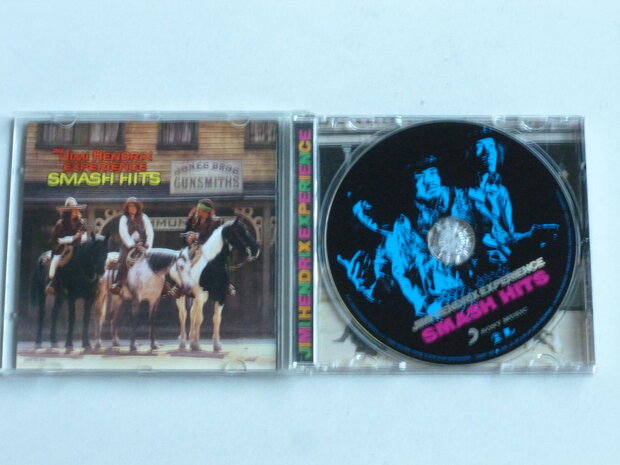 THE JIMI HENDRIX
EXPERIENCE
SMASH HITS
JONES BROS.
GUNSMITHS
MMUN
JIMI HENDRIX EXPERIENCE
JIMI HENDRIX EXPERIENCE
SMASH HITS
SONY MUSIC